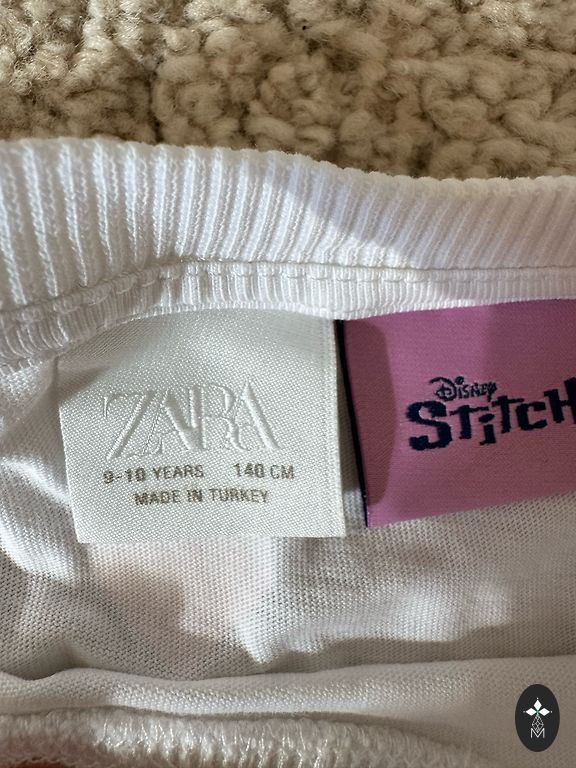 ZARA
9-10 YEARS 140 CM
MADE IN TURKEY
Disney
STiTCH
M